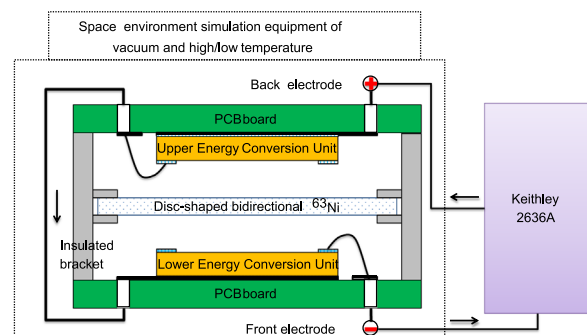 Space environment simulation equipment of
vacuum and high/low temperature
Back electrode
PCBboard
Upper Energy Conversion Unit
Disc-shaped bidirectional ⁶³Ni
Keithley
2636A
Insulated
bracket
Lower Energy Conversion Unit
PCBboard
Front electrode